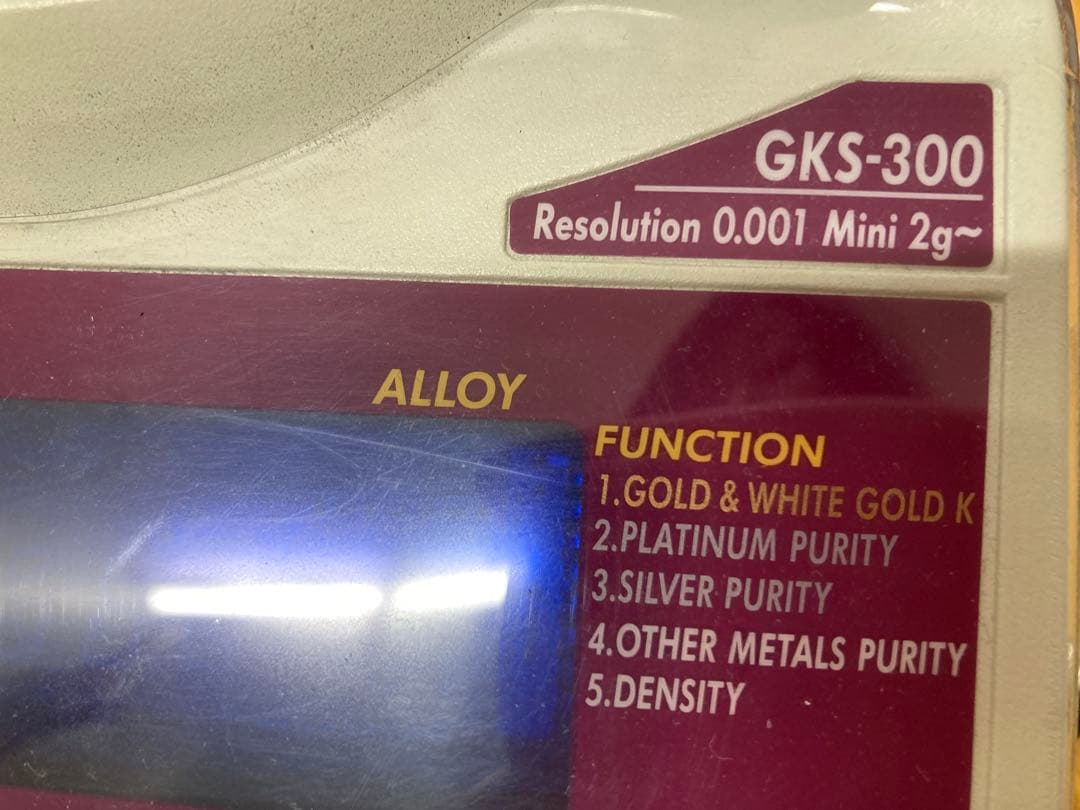 GKS-300
Resolution 0.001 Mini 2g~
ALLOY
FUNCTION
1.GOLD & WHITE GOLD K
2.PLATINUM PURITY
3.SILVER PURITY
4.OTHER METALS PURITY
5.DENSITY